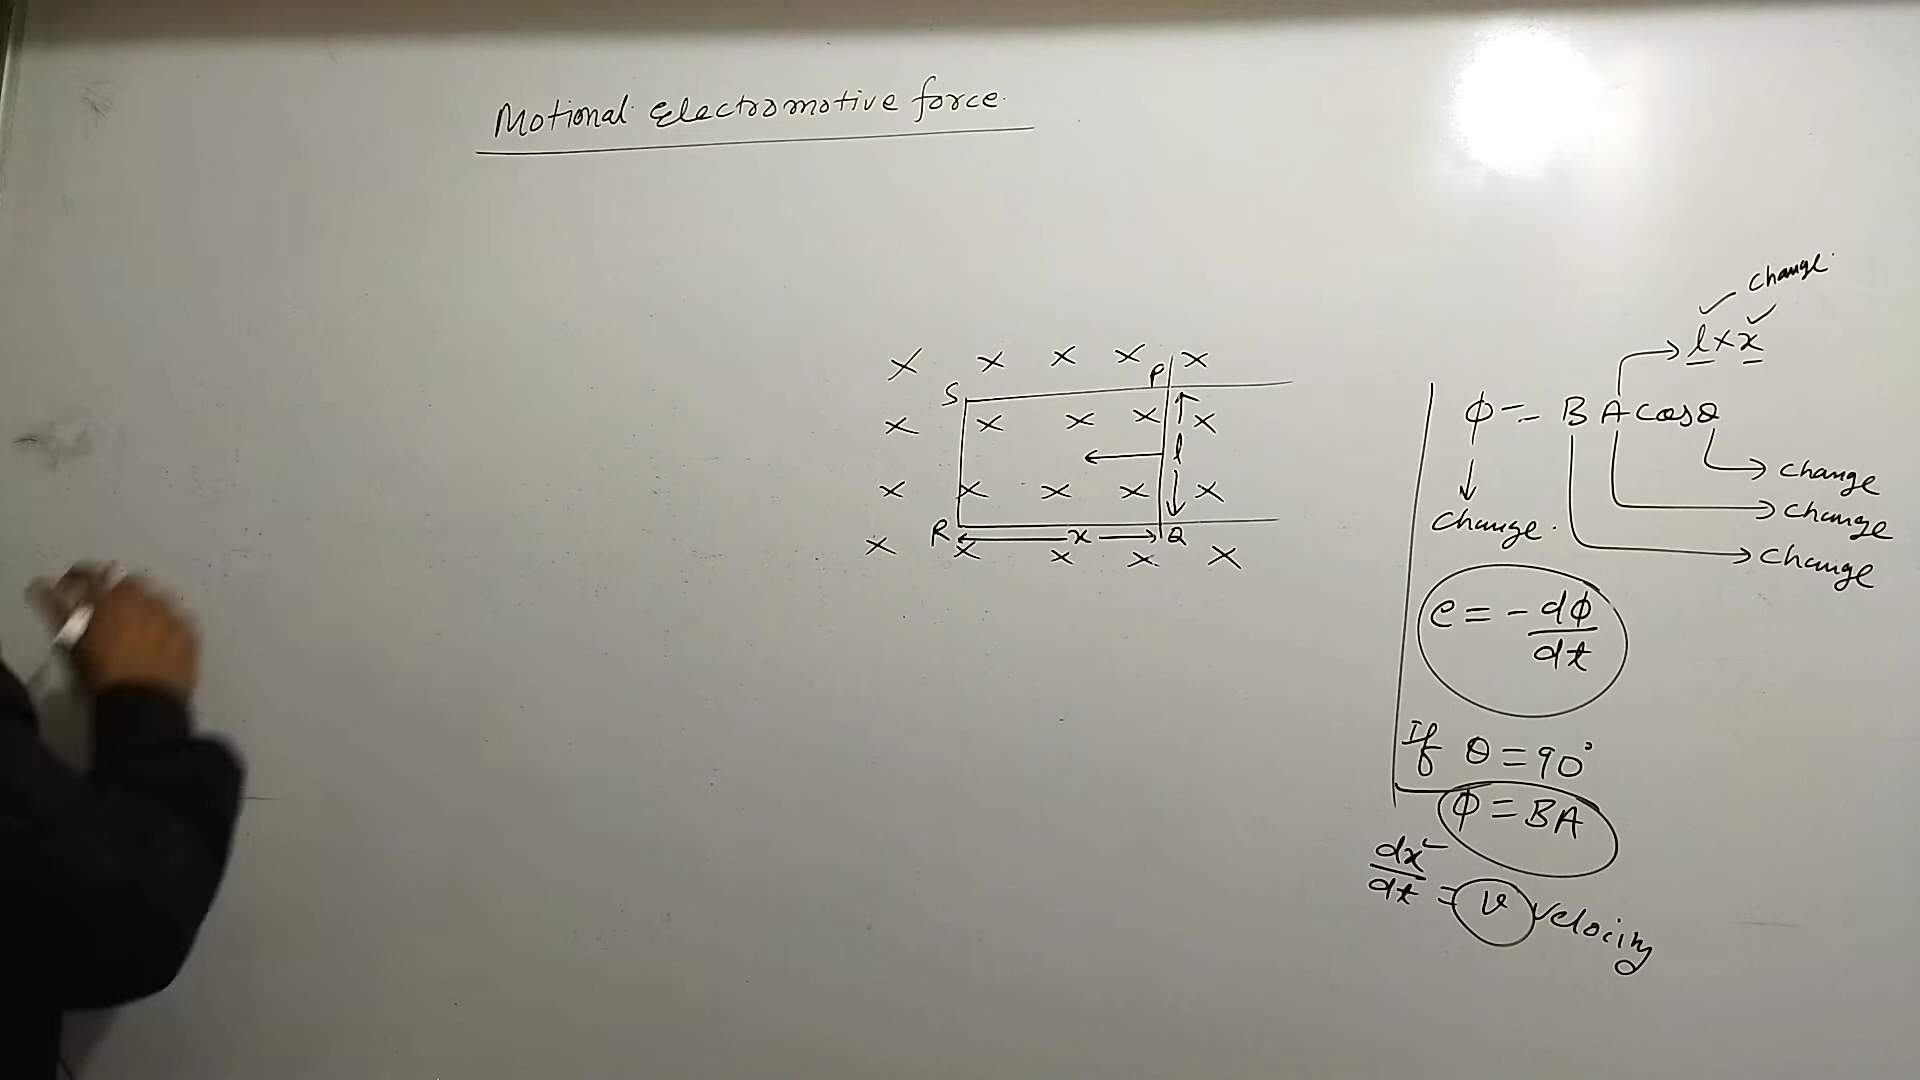 Motional Electromotive force.
X X X X X
S P
X X X X X
l
X X X X X
R x Q
X X X X X
change.
l × x
ϕ = B A cosθ
change
change
change.
change
e = - dϕ/dt
If θ = 90°
ϕ = BA
dx/dt = v velocity